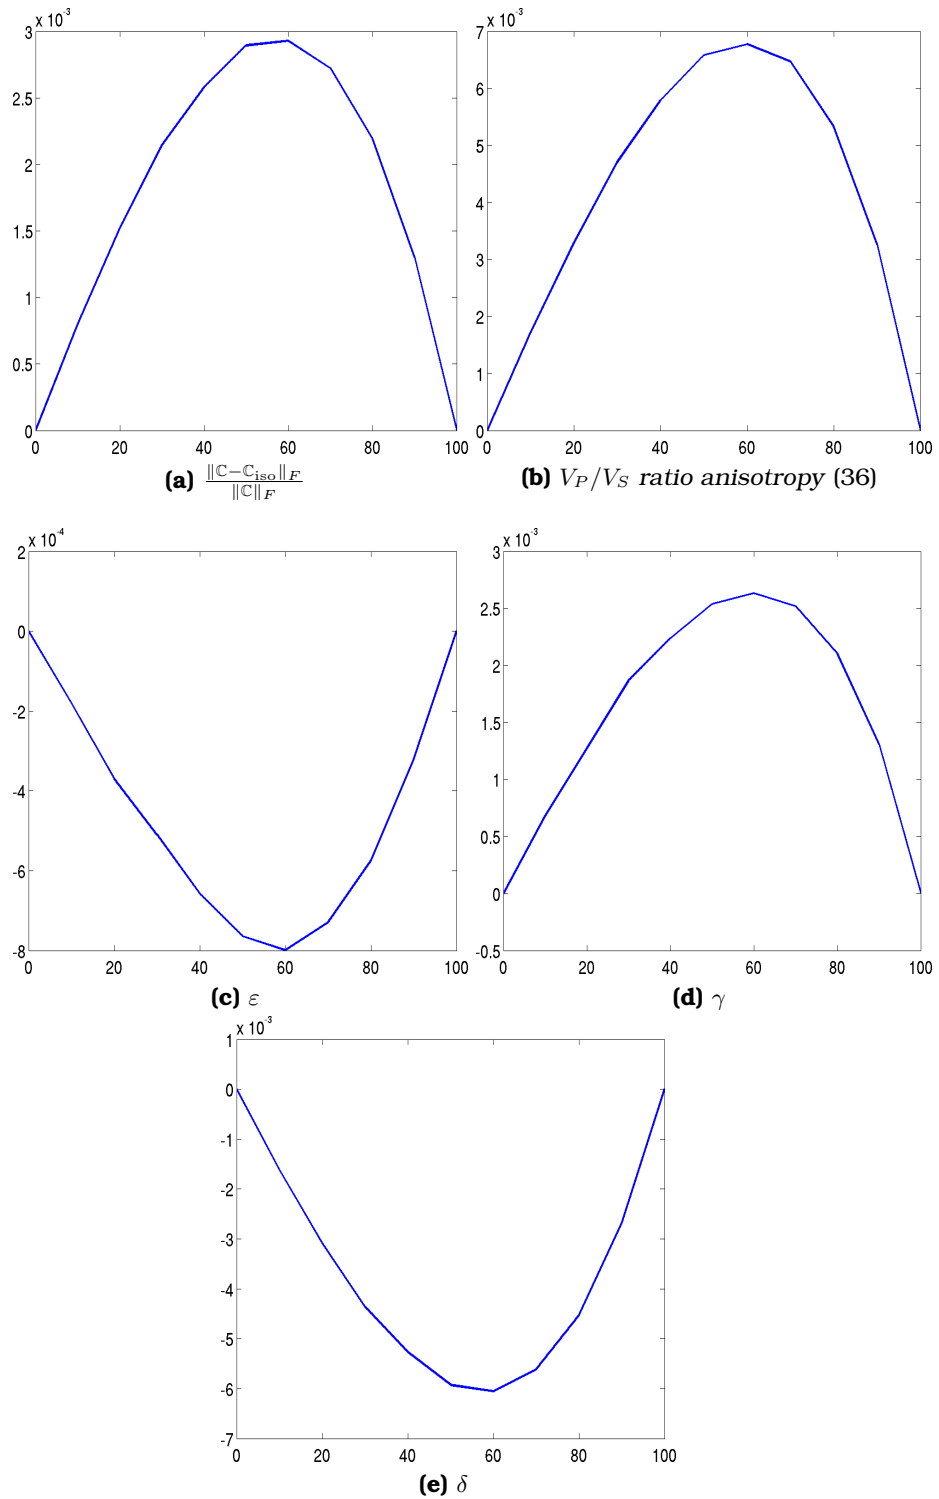 x 10⁻³
3
2.5
2
1.5
1
0.5
0
0 20 40 60 80 100
(a) ‖ℂ−ℂ_iso‖_F / ‖ℂ‖_F
x 10⁻³
7
6
5
4
3
2
1
0
0 20 40 60 80 100
(b) V_P/V_S ratio anisotropy (36)
x 10⁻⁴
2
0
-2
-4
-6
-8
0 20 40 60 80 100
(c) ε
x 10⁻³
3
2.5
2
1.5
1
0.5
0
-0.5
0 20 40 60 80 100
(d) γ
x 10⁻³
1
0
-1
-2
-3
-4
-5
-6
-7
0 20 40 60 80 100
(e) δ